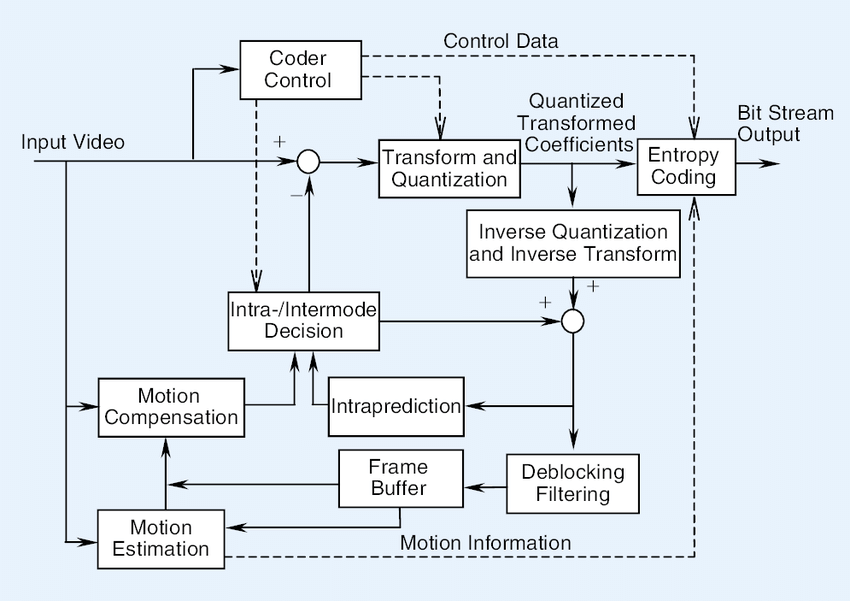 Control Data
Coder
Control
Quantized
Transformed
Coefficients
Bit Stream
Output
Input Video
+
−
Transform and
Quantization
Entropy
Coding
Inverse Quantization
and Inverse Transform
+
+
Intra-/Intermode
Decision
Motion
Compensation
Intraprediction
Frame
Buffer
Deblocking
Filtering
Motion
Estimation
Motion Information